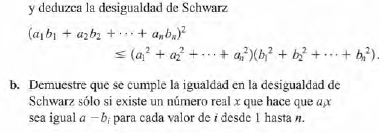 y deduzca la desigualdad de Schwarz
(a₁b₁ + a₂b₂ + ··· + aₙbₙ)²
≤ (a₁² + a₂² + ··· + aₙ²)(b₁² + b₂² + ··· + bₙ²).
b. Demuestre que se cumple la igualdad en la desigualdad de
Schwarz sólo si existe un número real x que hace que aᵢx
sea igual a −bᵢ para cada valor de i desde 1 hasta n.